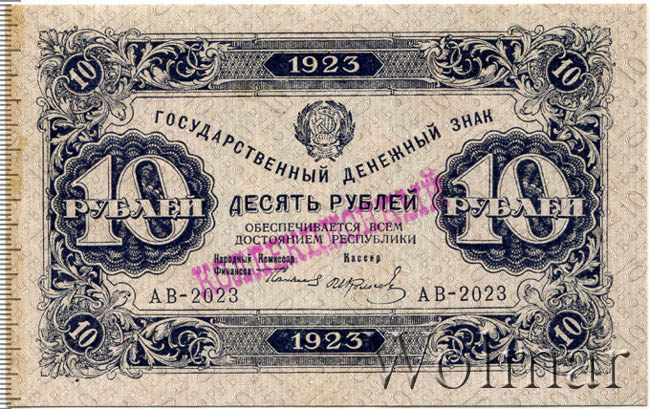 10 1923 10
ГОСУДАРСТВЕННЫЙ ДЕНЕЖНЫЙ ЗНАК
10 РУБЛЕЙ
ДЕСЯТЬ РУБЛЕЙ
10 РУБЛЕЙ
ОБЕСПЕЧИВАЕТСЯ ВСЕМ
ДОСТОЯНИЕМ РЕСПУБЛИКИ
Народный Комиссар Кассир
Финансов
АВ-2023 АВ-2023
10 1923 10
Wolmar